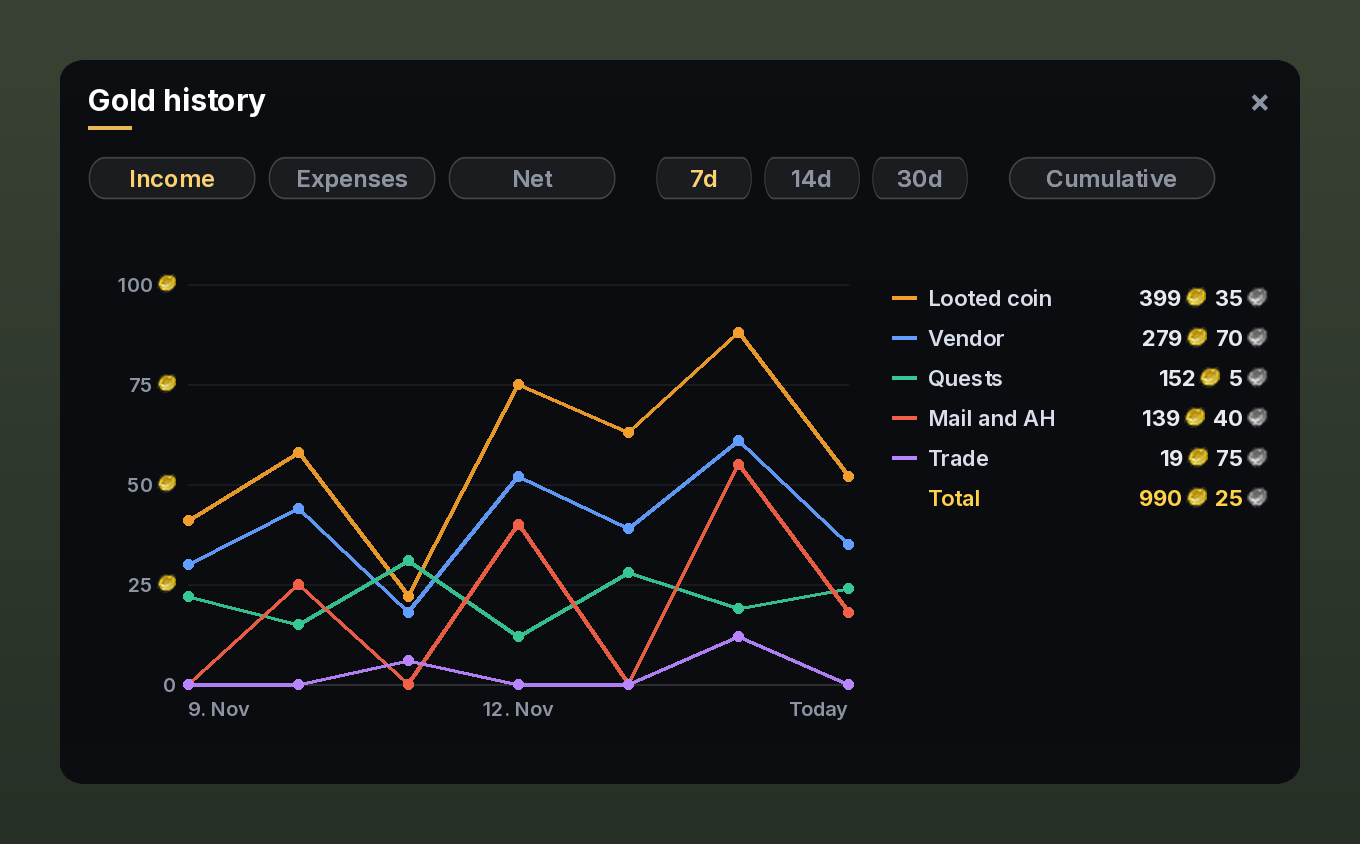 Gold history
×
Income Expenses Net 7d 14d 30d Cumulative
100
75
50
25
0
9. Nov 12. Nov Today
Looted coin 399 35
Vendor 279 70
Quests 152 5
Mail and AH 139 40
Trade 19 75
Total 990 25